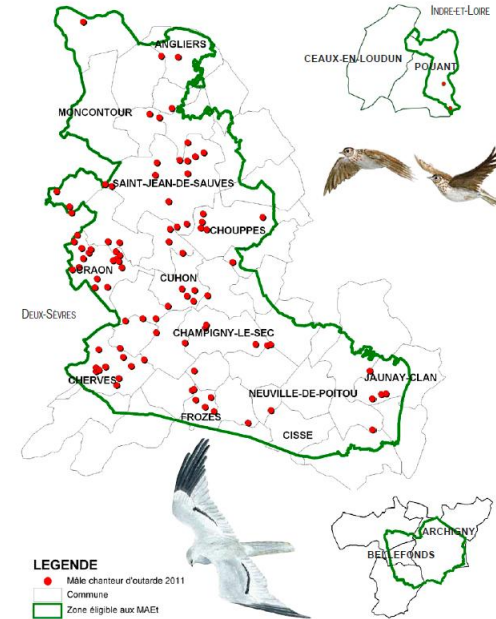 INDRE-ET-LOIRE
ANGLIERS
CEAUX-EN-LOUDUN
POUANT
MONCONTOUR
SAINT-JEAN-DE-SAUVES
CHOUPPES
CRAON
CUHON
DEUX-SÈVRES
CHAMPIGNY-LE-SEC
CHERVES
JAUNAY-CLAN
NEUVILLE-DE-POITOU
FROZES
CISSE
ARCHIGNY
BELLEFONDS
LEGENDE
Mâle chanteur d'outarde 2011
Commune
Zone éligible aux MAEt